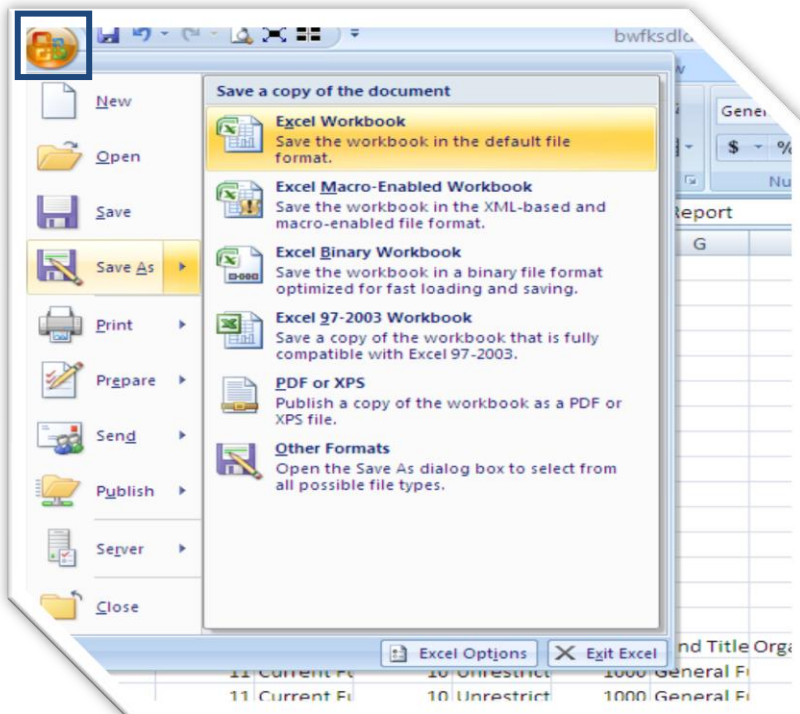 bwfksdld
New
Open
Save
Save As
Print
Prepare
Send
Publish
Server
Close
Save a copy of the document
Excel Workbook
Save the workbook in the default file
format.
Excel Macro-Enabled Workbook
Save the workbook in the XML-based and
macro-enabled file format.
Excel Binary Workbook
Save the workbook in a binary file format
optimized for fast loading and saving.
Excel 97-2003 Workbook
Save a copy of the workbook that is fully
compatible with Excel 97-2003.
PDF or XPS
Publish a copy of the workbook as a PDF or
XPS file.
Other Formats
Open the Save As dialog box to select from
all possible file types.
Excel Options Exit Excel
Gener
$ %
Nu
Report
G
nd Title Orga
11 Current Fu 10 Unrestrict 1000 General Fu
11 Current Fu 10 Unrestrict 1000 General Fu